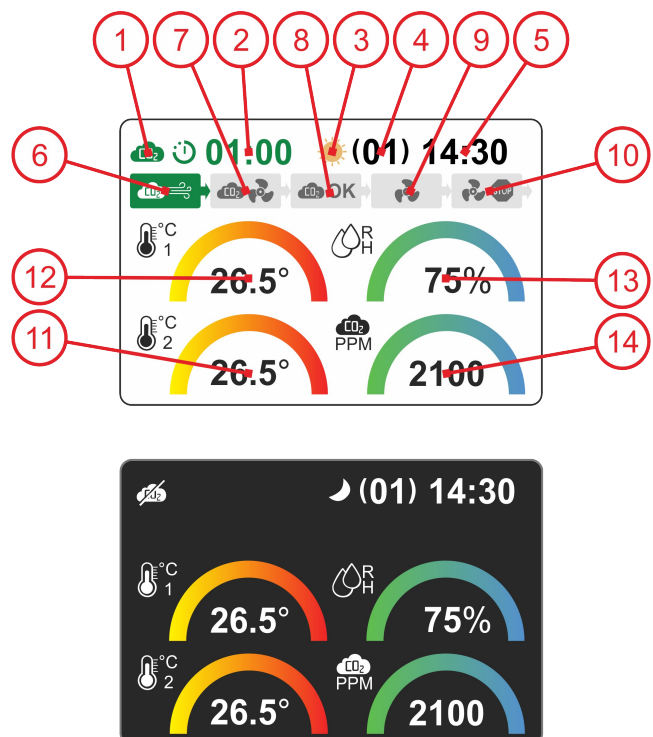 1 7 2 8 3 4 9 5
CO₂ 01:00 (01) 14:30
6 CO₂ CO₂ CO₂ OK STOP 10
°C 1 RH
12 26.5° 75% 13
°C 2 CO₂ PPM
11 26.5° 2100 14
CO₂ (01) 14:30
°C 1 RH
26.5° 75%
°C 2 CO₂ PPM
26.5° 2100